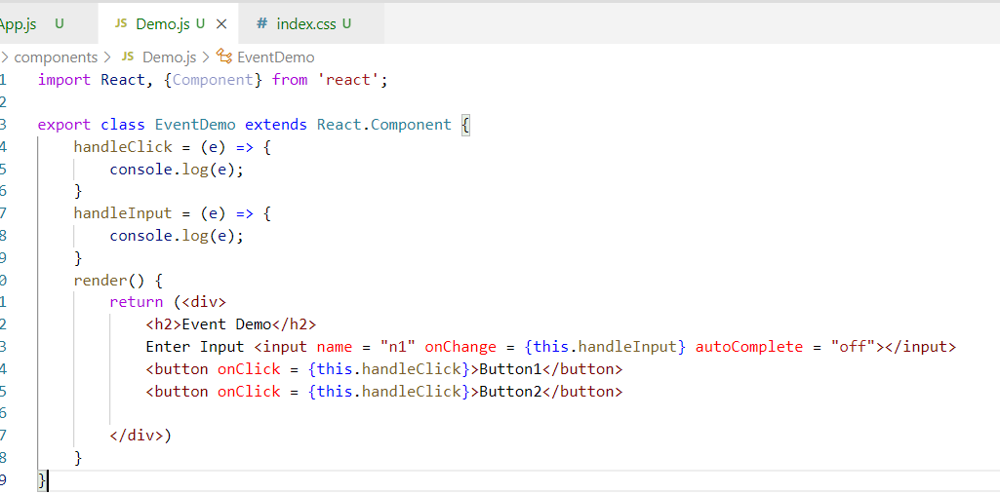 App.js U JS Demo.js U × # index.css U
> components > JS Demo.js > EventDemo
1 import React, {Component} from 'react';
2
3 export class EventDemo extends React.Component {
4 handleClick = (e) => {
5 console.log(e);
6 }
7 handleInput = (e) => {
8 console.log(e);
9 }
0 render() {
1 return (<div>
2 <h2>Event Demo</h2>
3 Enter Input <input name = "n1" onChange = {this.handleInput} autoComplete = "off"></input>
4 <button onClick = {this.handleClick}>Button1</button>
5 <button onClick = {this.handleClick}>Button2</button>
6
7 </div>)
8 }
9 }